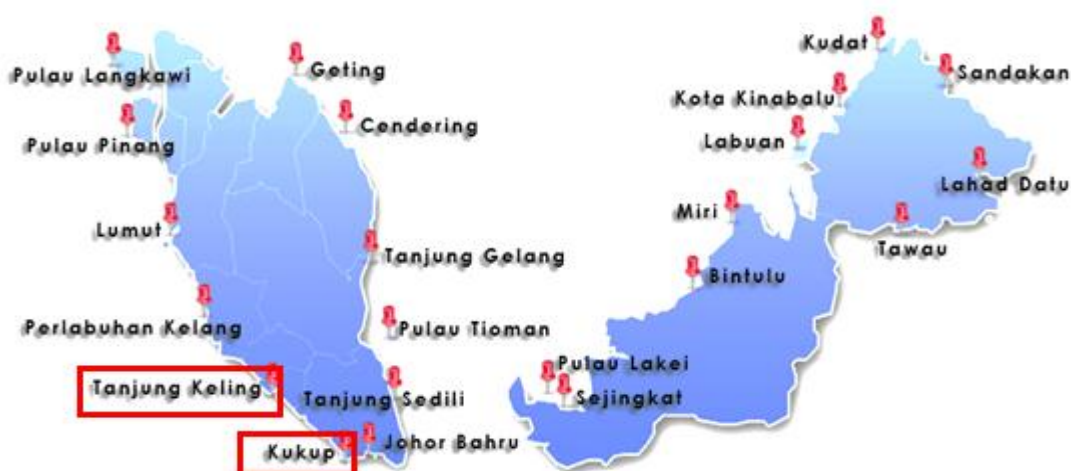 Pulau Langkawi
Geting
Pulau Pinang
Cendering
Lumut
Tanjung Gelang
Perlabuhan Kelang
Pulau Tioman
Tanjung Keling
Tanjung Sedili
Kukup
Johor Bahru
Kudat
Sandakan
Kota Kinabalu
Labuan
Lahad Datu
Miri
Tawau
Bintulu
Pulau Lakei
Sejingkat